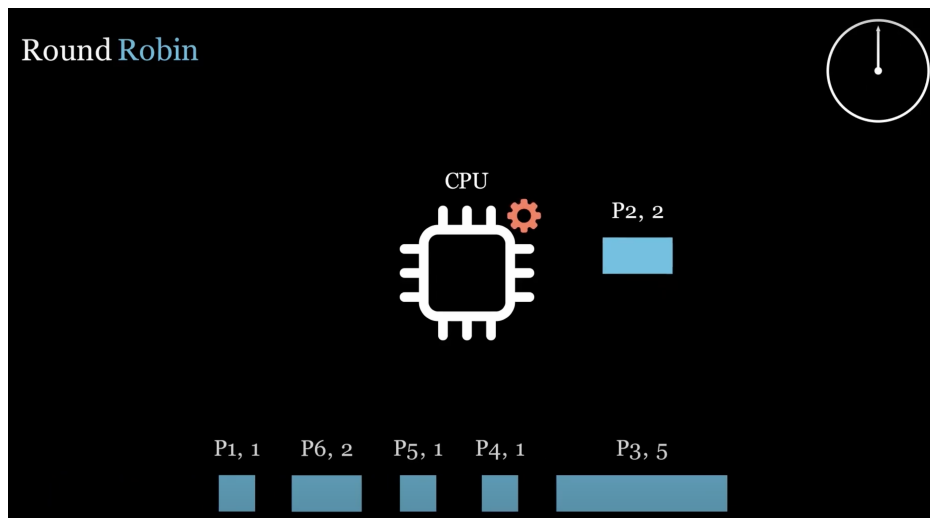 Round Robin
CPU
P2, 2
P1, 1
P6, 2
P5, 1
P4, 1
P3, 5